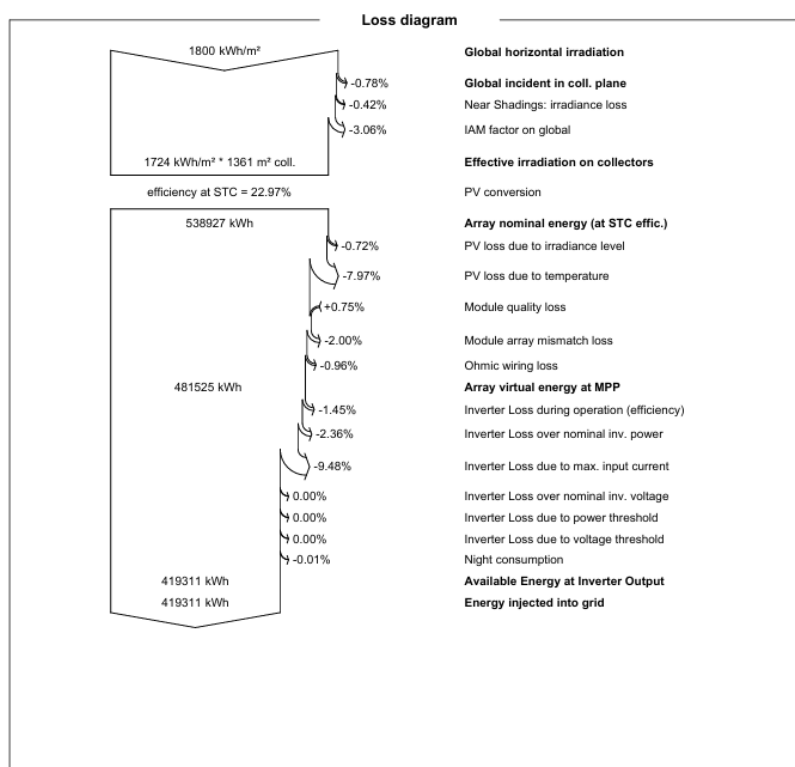 Loss diagram
1800 kWh/m² Global horizontal irradiation
-0.78% Global incident in coll. plane
-0.42% Near Shadings: irradiance loss
-3.06% IAM factor on global
1724 kWh/m² * 1361 m² coll. Effective irradiation on collectors
efficiency at STC = 22.97% PV conversion
538927 kWh Array nominal energy (at STC effic.)
-0.72% PV loss due to irradiance level
-7.97% PV loss due to temperature
+0.75% Module quality loss
-2.00% Module array mismatch loss
-0.96% Ohmic wiring loss
481525 kWh Array virtual energy at MPP
-1.45% Inverter Loss during operation (efficiency)
-2.36% Inverter Loss over nominal inv. power
-9.48% Inverter Loss due to max. input current
0.00% Inverter Loss over nominal inv. voltage
0.00% Inverter Loss due to power threshold
0.00% Inverter Loss due to voltage threshold
-0.01% Night consumption
419311 kWh Available Energy at Inverter Output
419311 kWh Energy injected into grid